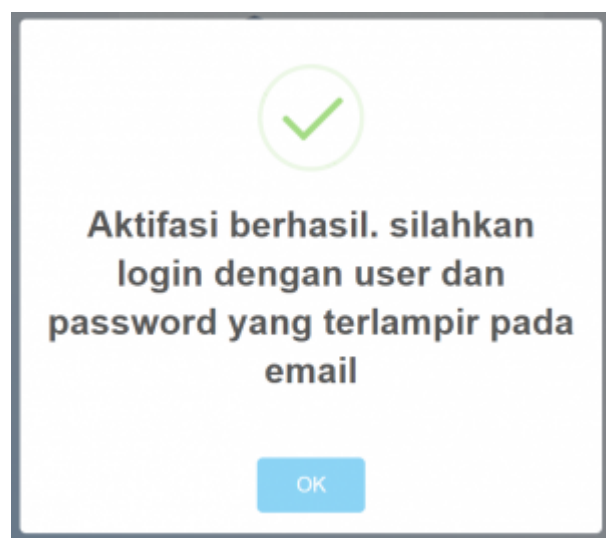 Aktifasi berhasil. silahkan
login dengan user dan
password yang terlampir pada
email
OK